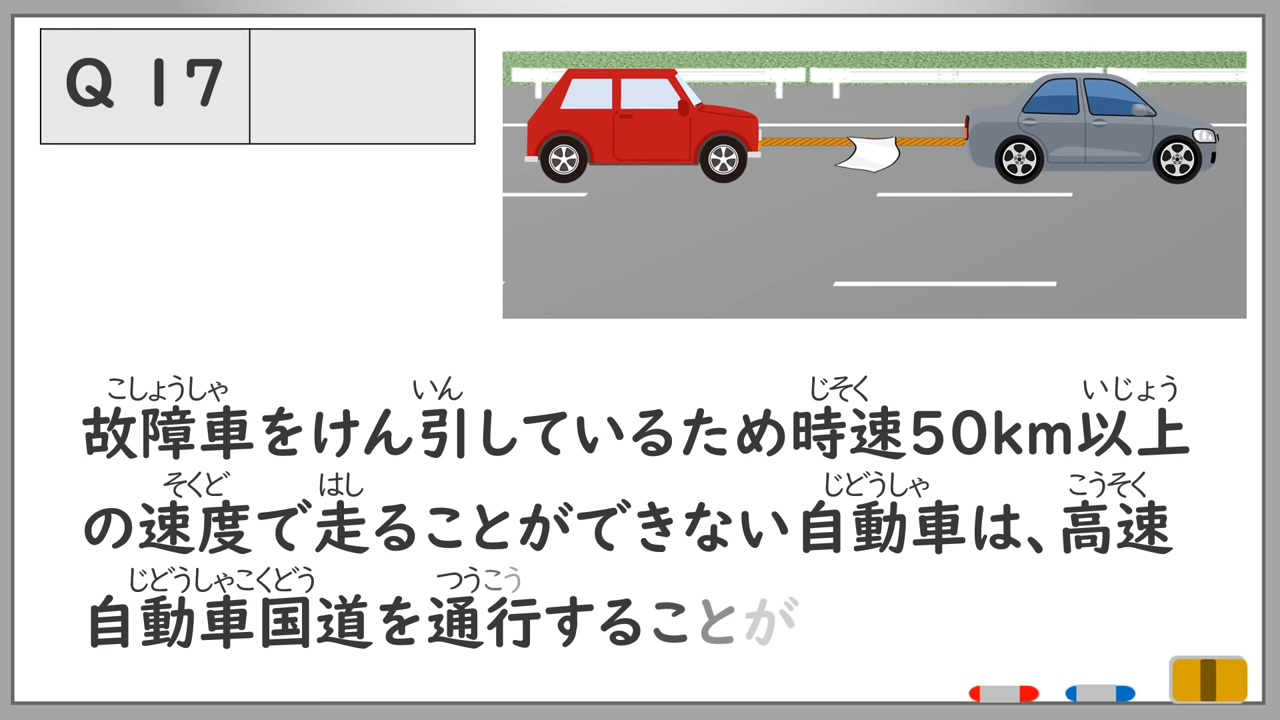 Q 17
故障車をけん引しているため時速50km以上
の速度で走ることができない自動車は、高速
自動車国道を通行することが
こしょうしゃ いん じそく いじょう
そくど はし じどうしゃ こうそく
じどうしゃこくどう つうこう